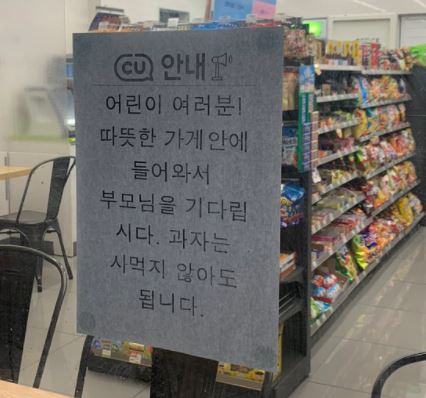 CU 안내
어린이 여러분!
따뜻한 가게안에
들어와서
부모님을 기다립
시다. 과자는
사먹지 않아도
됩니다.